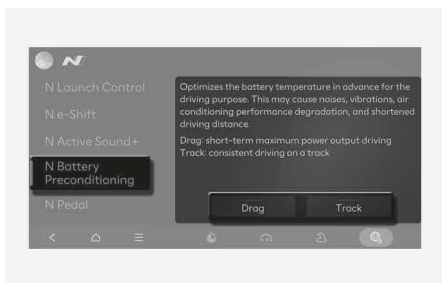 N
N Launch Control
N e-Shift
N Active Sound+
N Battery
Preconditioning
N Pedal
Optimizes the battery temperature in advance for the
driving purpose. This may cause noises, vibrations, air
conditioning performance degradation, and shortened
driving distance.
Drag: short-term maximum power output driving
Track: consistent driving on a track
Drag
Track